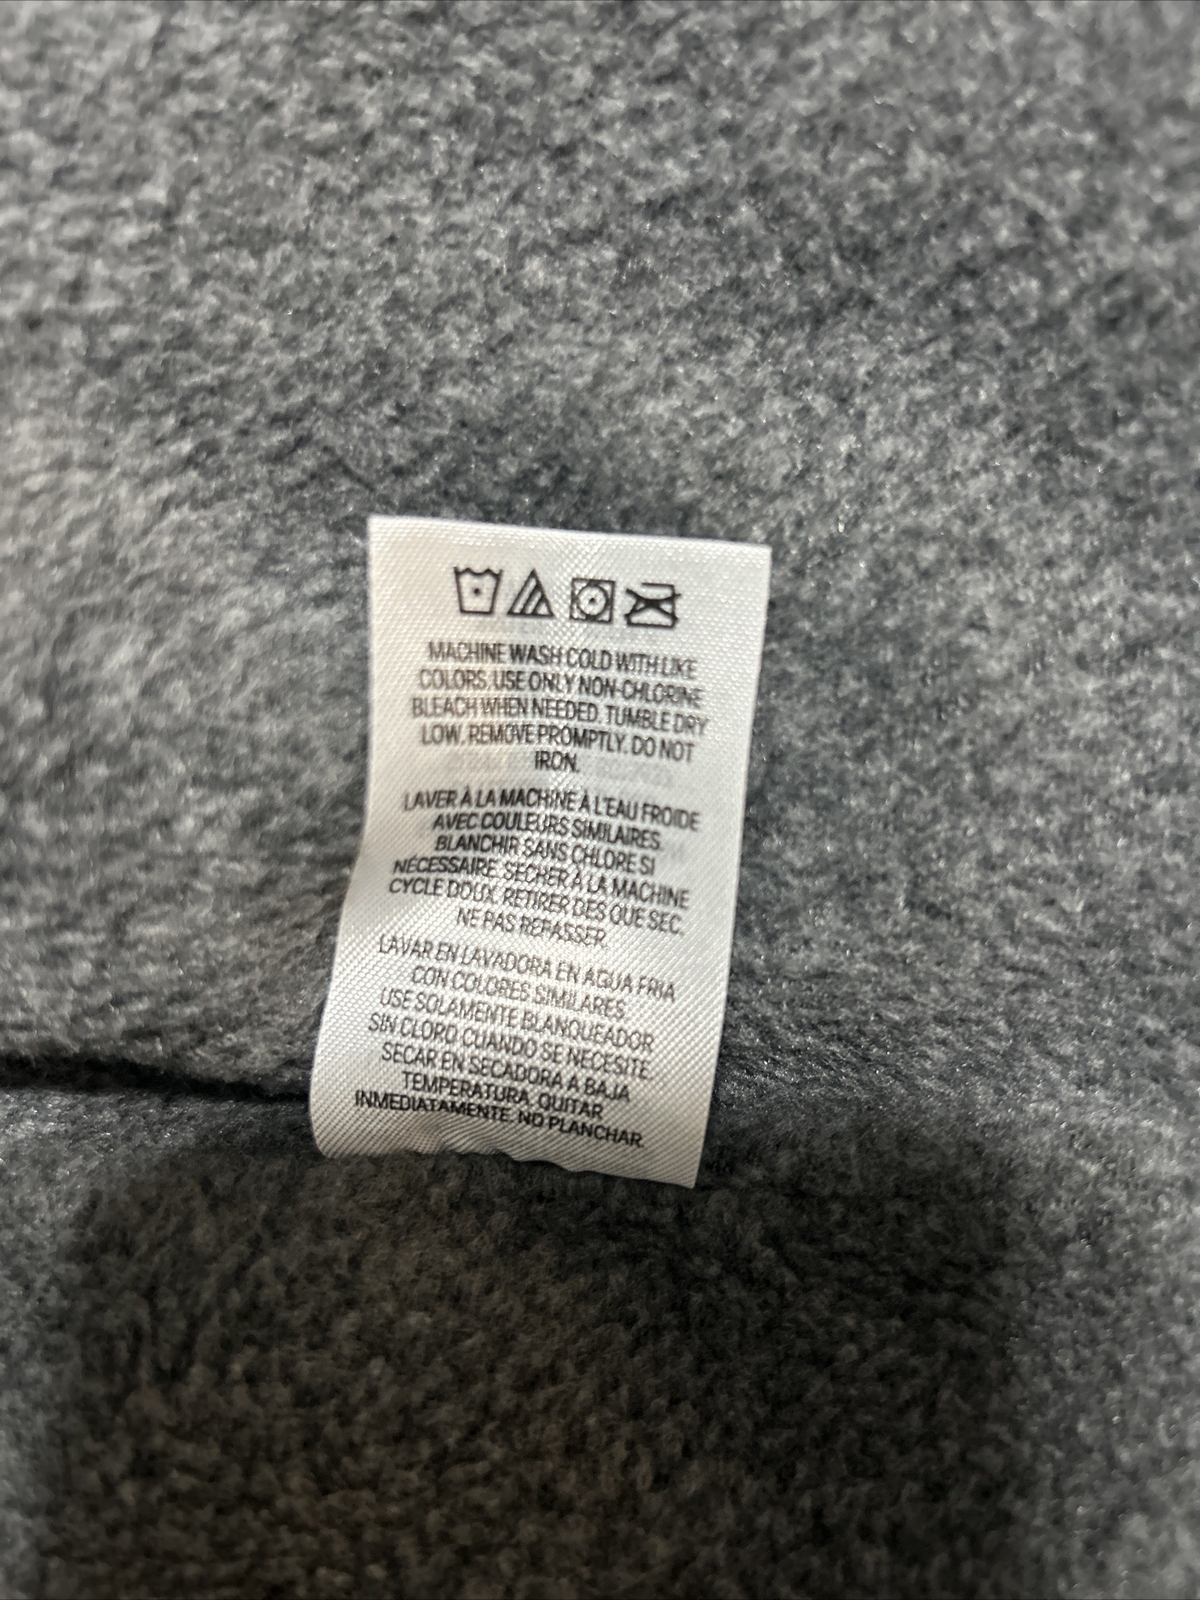 MACHINE WASH COLD WITH LIKE
COLORS. USE ONLY NON-CHLORINE
BLEACH WHEN NEEDED. TUMBLE DRY
LOW. REMOVE PROMPTLY. DO NOT
IRON.
LAVER À LA MACHINE À L'EAU FROIDE
AVEC COULEURS SIMILAIRES.
BLANCHIR SANS CHLORE SI
NÉCESSAIRE. SÉCHER À LA MACHINE
CYCLE DOUX. RETIRER DÈS QUE SEC.
NE PAS REPASSER.
LAVAR EN LAVADORA EN AGUA FRIA
CON COLORES SIMILARES.
USE SOLAMENTE BLANQUEADOR
SIN CLORO CUANDO SE NECESITE.
SECAR EN SECADORA A BAJA
TEMPERATURA. QUITAR
INMEDIATAMENTE. NO PLANCHAR.